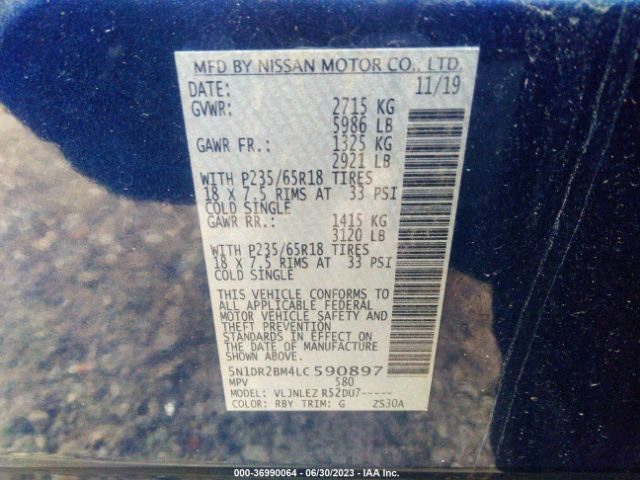 MFD BY NISSAN MOTOR CO., LTD.
DATE: 11/19
GVWR: 2715 KG
5986 LB
GAWR FR.: 1325 KG
2921 LB
WITH P235/65R18 TIRES
18 X 7.5 RIMS AT 33 PSI
COLD SINGLE
GAWR RR.: 1415 KG
3120 LB
WITH P235/65R18 TIRES
18 X 7.5 RIMS AT 33 PSI
COLD SINGLE
THIS VEHICLE CONFORMS TO
ALL APPLICABLE FEDERAL
MOTOR VEHICLE SAFETY AND
THEFT PREVENTION
STANDARDS IN EFFECT ON
THE DATE OF MANUFACTURE
SHOWN ABOVE.
5N1DR2BM4LC590897
MPV 580
MODEL: VLJNLEZ R52DU7-----
COLOR: RBY TRIM: G ZS30A
000-36990064 - 06/30/2023 - IAA Inc.